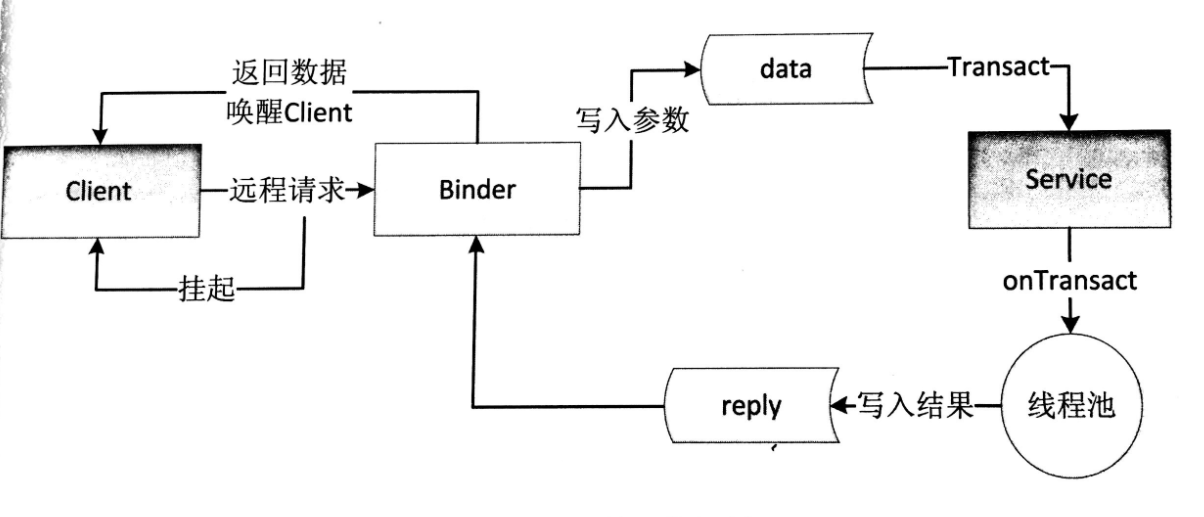 返回数据
唤醒Client
Client
远程请求
挂起
Binder
写入参数
data
Transact
Service
onTransact
线程池
写入结果
reply